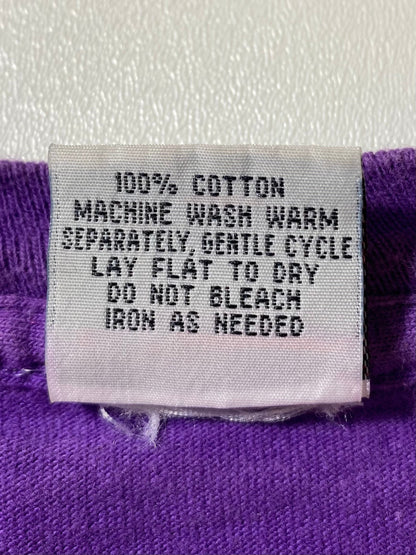 100% COTTON
MACHINE WASH WARM
SEPARATELY, GENTLE CYCLE
LAY FLAT TO DRY
DO NOT BLEACH
IRON AS NEEDED